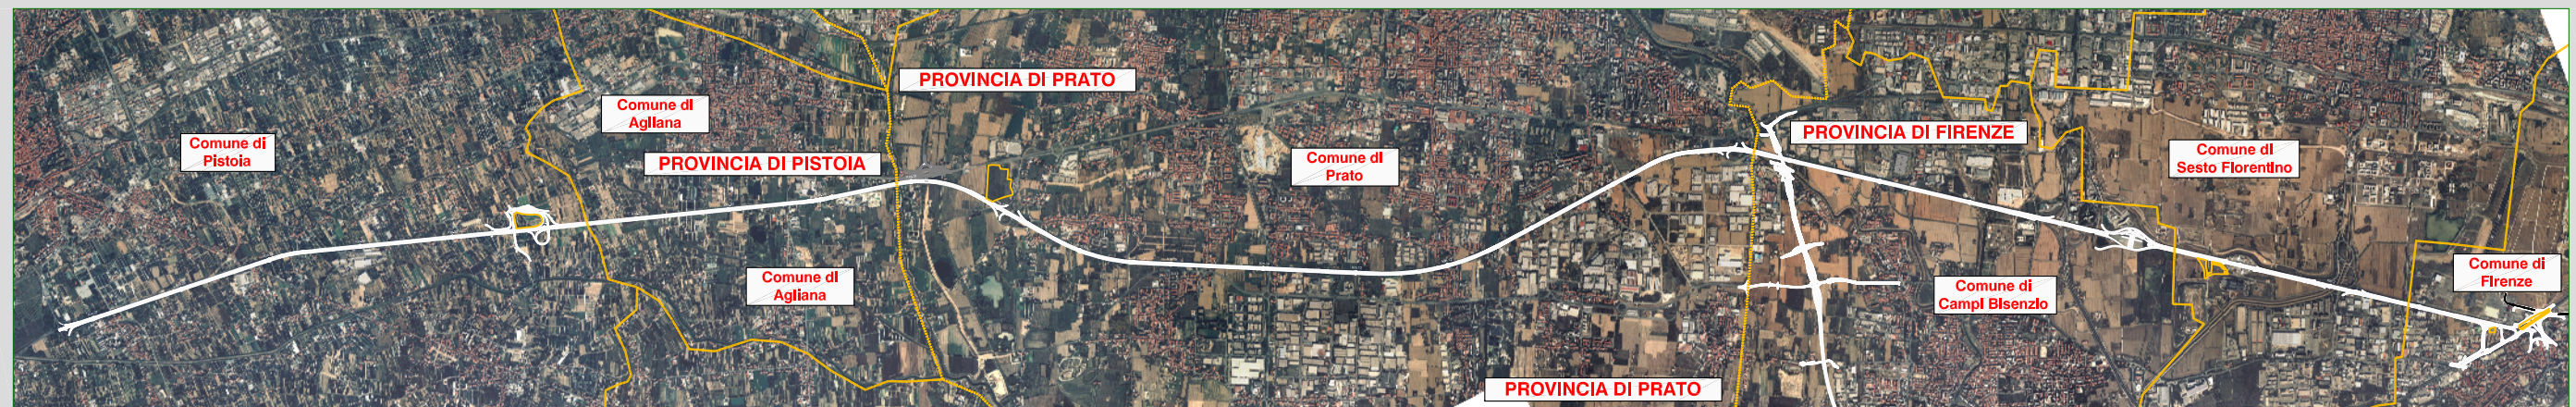 PROVINCIA DI PRATO
Comune di
Agliana
PROVINCIA DI FIRENZE
Comune di
Pistoia
PROVINCIA DI PISTOIA
Comune di
Prato
Comune di
Sesto Fiorentino
Comune di
Agliana
Comune di
Campi Bisenzio
Comune di
Firenze
PROVINCIA DI PRATO